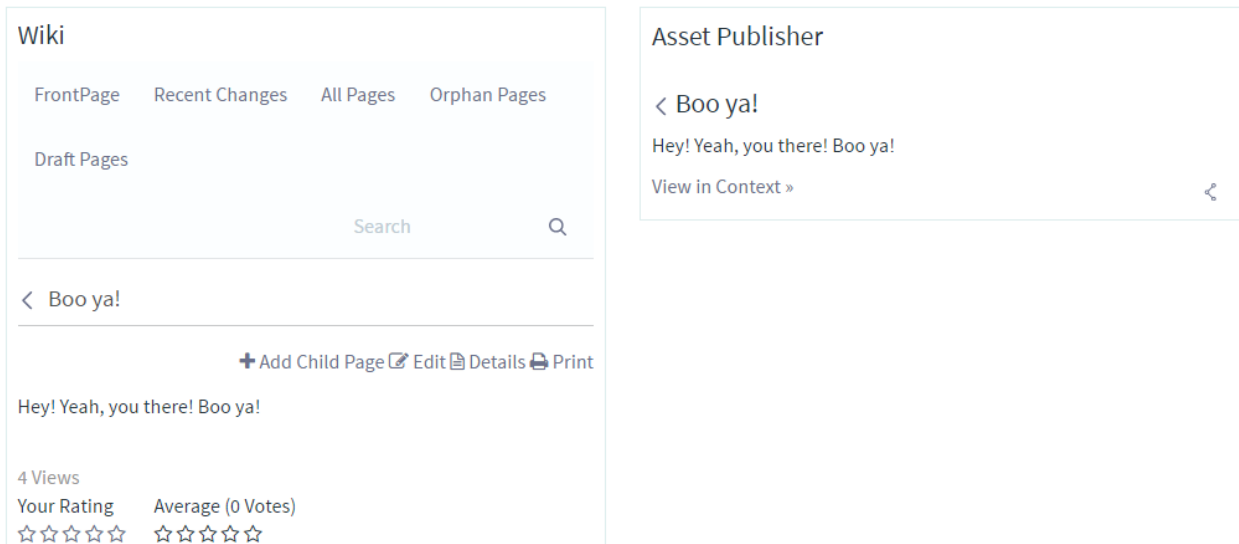 Wiki
FrontPage Recent Changes All Pages Orphan Pages
Draft Pages
Search
Boo ya!
Add Child Page Edit Details Print
Hey! Yeah, you there! Boo ya!
4 Views
Your Rating Average (0 Votes)
Asset Publisher
Boo ya!
Hey! Yeah, you there! Boo ya!
View in Context »